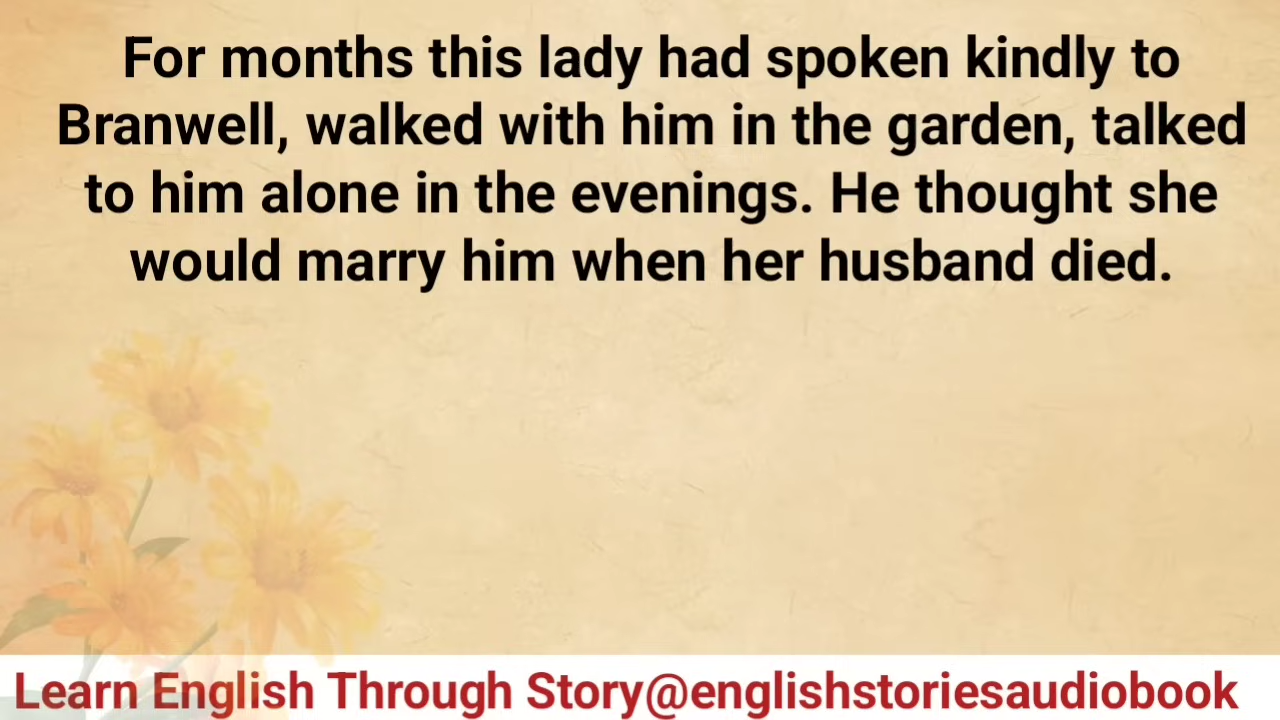 For months this lady had spoken kindly to
Branwell, walked with him in the garden, talked
to him alone in the evenings. He thought she
would marry him when her husband died.
Learn English Through Story@englishstoriesaudiobook